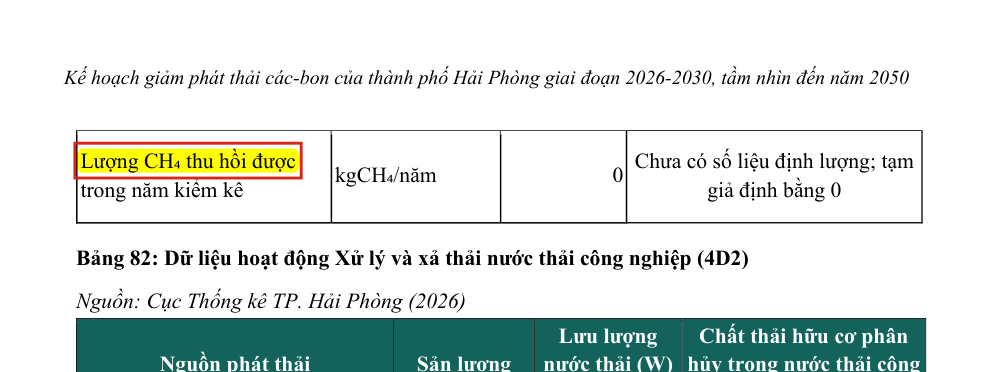 Kế hoạch giảm phát thải các-bon của thành phố Hải Phòng giai đoạn 2026-2030, tầm nhìn đến năm 2050
Lượng CH₄ thu hồi được
trong năm kiểm kê
kgCH₄/năm
0
Chưa có số liệu định lượng; tạm
giả định bằng 0
Bảng 82: Dữ liệu hoạt động Xử lý và xả thải nước thải công nghiệp (4D2)
Nguồn: Cục Thống kê TP. Hải Phòng (2026)
Nguồn phát thải
Sản lượng
Lưu lượng
nước thải (W)
Chất thải hữu cơ phân
hủy trong nước thải công